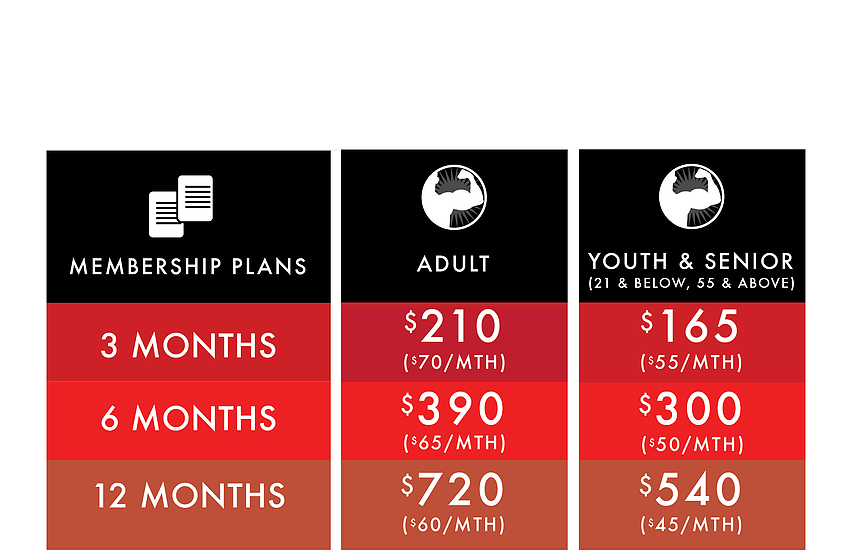 MEMBERSHIP PLANS
ADULT
YOUTH & SENIOR
(21 & BELOW, 55 & ABOVE)
3 MONTHS
$210
($70/MTH)
$165
($55/MTH)
6 MONTHS
$390
($65/MTH)
$300
($50/MTH)
12 MONTHS
$720
($60/MTH)
$540
($45/MTH)